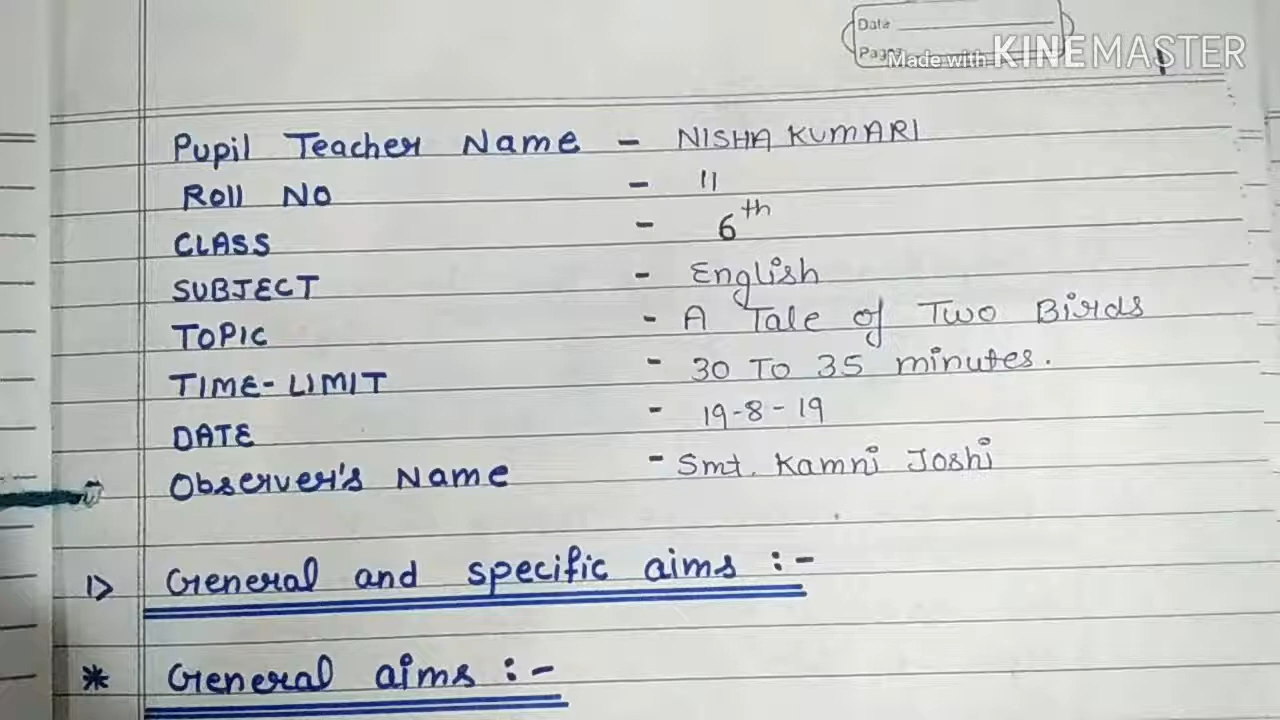 Date
Page
Made with KINEMASTER
1
Pupil Teacher Name - NISHA KUMARI
Roll No - 11
CLASS - 6th
SUBJECT - English
TOPIC - A Tale of Two Birds
TIME-LIMIT - 30 TO 35 minutes.
DATE - 19-8-19
Observer's Name - Smt. Kamni Joshi
1> General and specific aims :-
* General aims :-